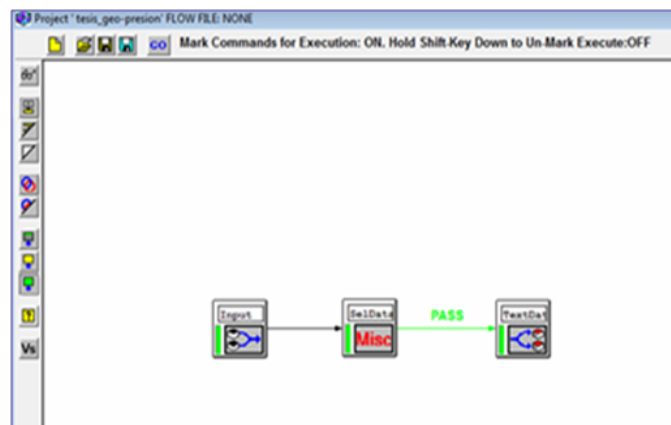 Project ' tesis_geo-presion' FLOW FILE: NONE
GO Mark Commands for Execution: ON. Hold Shift-Key Down to Un-Mark Execute:OFF
Input
SelData
PASS
TextDat
Misc
?
Vs